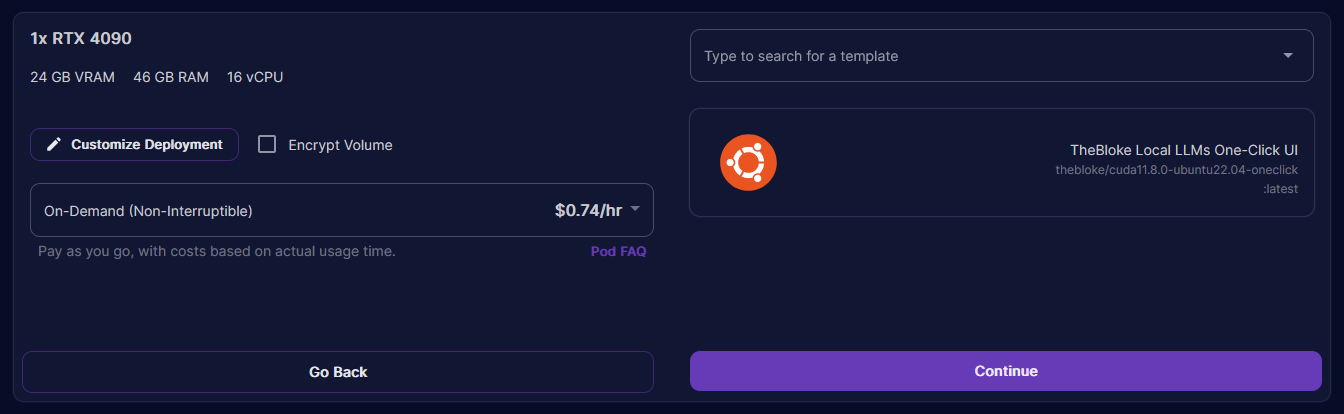 1x RTX 4090
24 GB VRAM 46 GB RAM 16 vCPU
Customize Deployment
Encrypt Volume
On-Demand (Non-Interruptible) $0.74/hr
Pay as you go, with costs based on actual usage time. Pod FAQ
Go Back
Type to search for a template
TheBloke Local LLMs One-Click UI
thebloke/cuda11.8.0-ubuntu22.04-oneclick
:latest
Continue